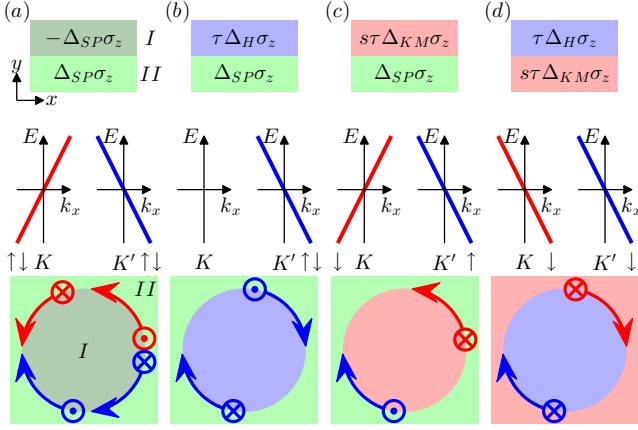 (a) (b) (c) (d)
−Δ_{SP}σ_z I τΔ_Hσ_z sτΔ_{KM}σ_z τΔ_Hσ_z
y Δ_{SP}σ_z II Δ_{SP}σ_z Δ_{SP}σ_z sτΔ_{KM}σ_z
x
E E E E E E E E
k_x k_x k_x k_x k_x k_x k_x k_x
↑↓ K K′ ↑↓ K K′ ↑↓ ↓ K K′ ↑ K ↓ K′ ↓
II
I